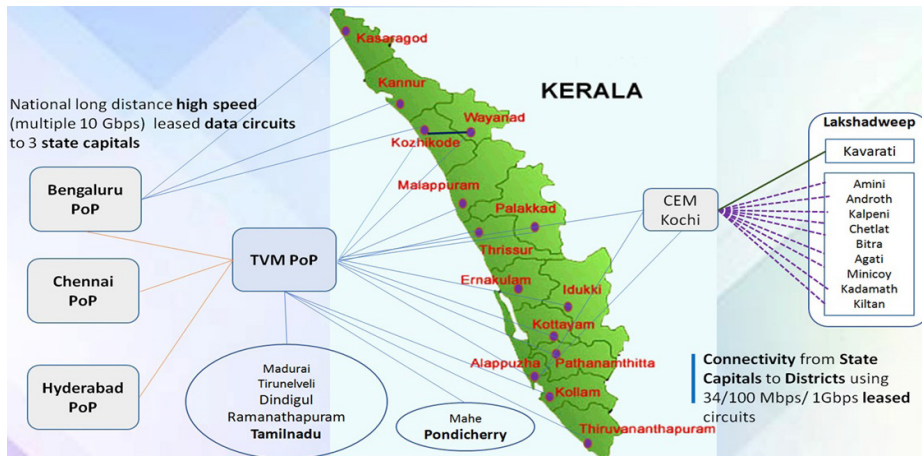 National long distance high speed
(multiple 10 Gbps) leased data circuits
to 3 state capitals
Bengaluru
PoP
Chennai
PoP
Hyderabad
PoP
TVM PoP
Madurai
Tirunelveli
Dindigul
Ramanathapuram
Tamilnadu
Mahe
Pondicherry
KERALA
Kasaragod
Kannur
Wayanad
Kozhikode
Malappuram
Palakkad
Thrissur
Ernakulam
Idukki
Kottayam
Alappuzha
Pathanamthitta
Kollam
Thiruvananthapuram
CEM
Kochi
Lakshadweep
Kavarati
Amini
Androth
Kalpeni
Chetlat
Bitra
Agati
Minicoy
Kadamath
Kiltan
Connectivity from State
Capitals to Districts using
34/100 Mbps/ 1Gbps leased
circuits